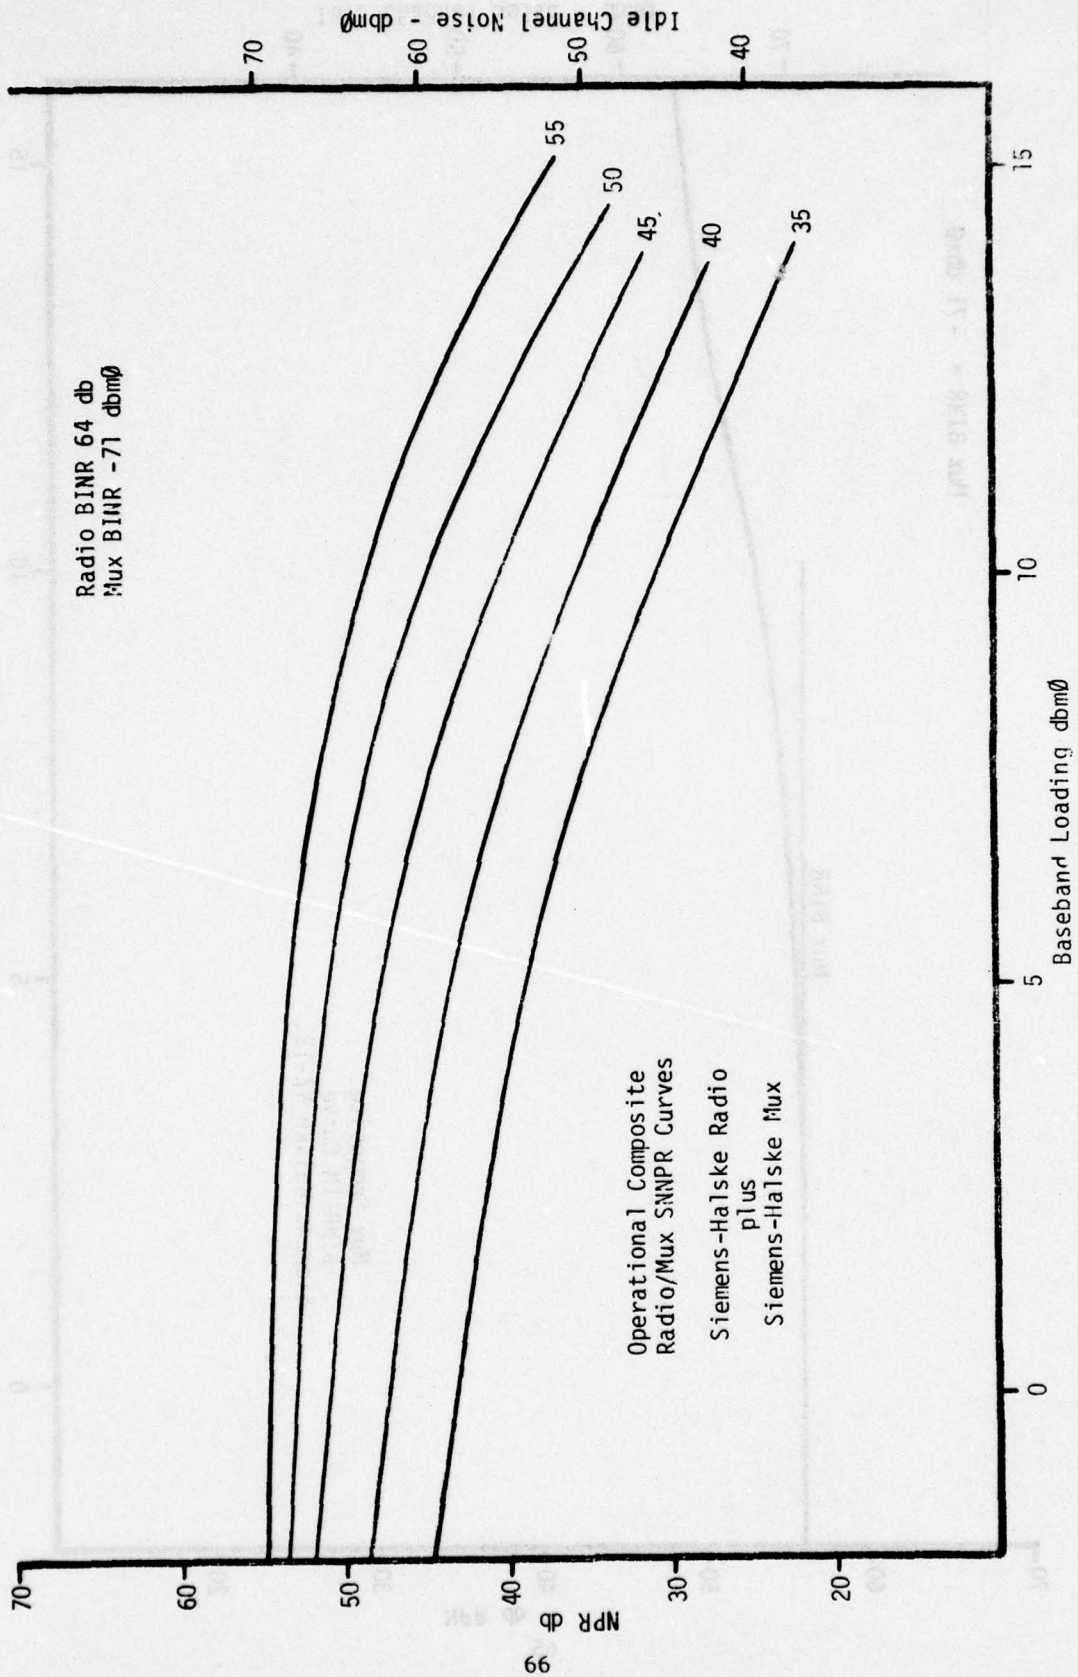 Radio BINR 64 db
Mux BINR -71 dbmØ
Operational Composite
Radio/Mux SNNPR Curves
Siemens-Halske Radio
plus
Siemens-Halske Mux
55
50
45
40
35
NPR db
70
60
50
40
30
20
Idle Channel Noise - dbmØ
70
60
50
40
0
5
10
15
Baseband Loading dbmØ
99